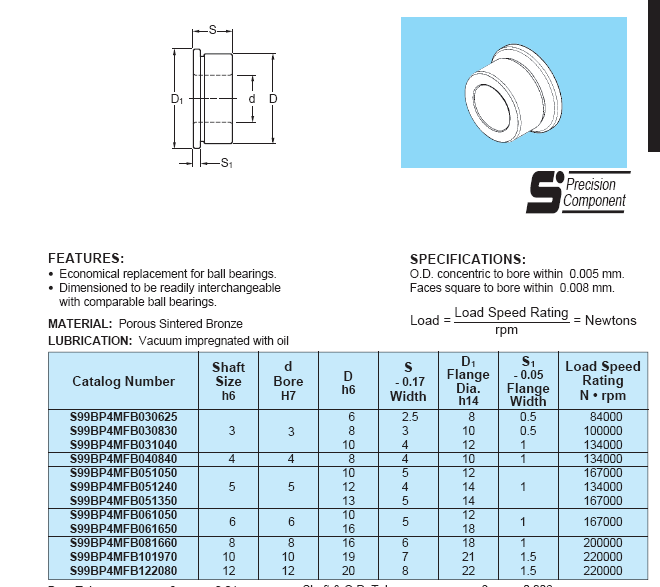 S
D1 d D
S1
Precision
Component
FEATURES:
• Economical replacement for ball bearings.
• Dimensioned to be readily interchangeable
with comparable ball bearings.
MATERIAL: Porous Sintered Bronze
LUBRICATION: Vacuum impregnated with oil
SPECIFICATIONS:
O.D. concentric to bore within 0.005 mm.
Faces square to bore within 0.008 mm.
Load = Load Speed Rating / rpm = Newtons
Catalog Number
Shaft
Size
h6
d
Bore
H7
D
h6
S
- 0.17
Width
D1
Flange
Dia.
h14
S1
- 0.05
Flange
Width
Load Speed
Rating
N • rpm
S99BP4MFB030625 6 2.5 8 0.5 84000
S99BP4MFB030830 3 3 8 3 10 0.5 100000
S99BP4MFB031040 10 4 12 1 134000
S99BP4MFB040840 4 4 8 4 10 1 134000
S99BP4MFB051050 10 5 12 167000
S99BP4MFB051240 5 5 12 4 14 1 134000
S99BP4MFB051350 13 5 14 167000
S99BP4MFB061050 10 12
6 6 5 1 167000
S99BP4MFB061650 16 18
S99BP4MFB081660 8 8 16 6 18 1 200000
S99BP4MFB101970 10 10 19 7 21 1.5 220000
S99BP4MFB122080 12 12 20 8 22 1.5 220000